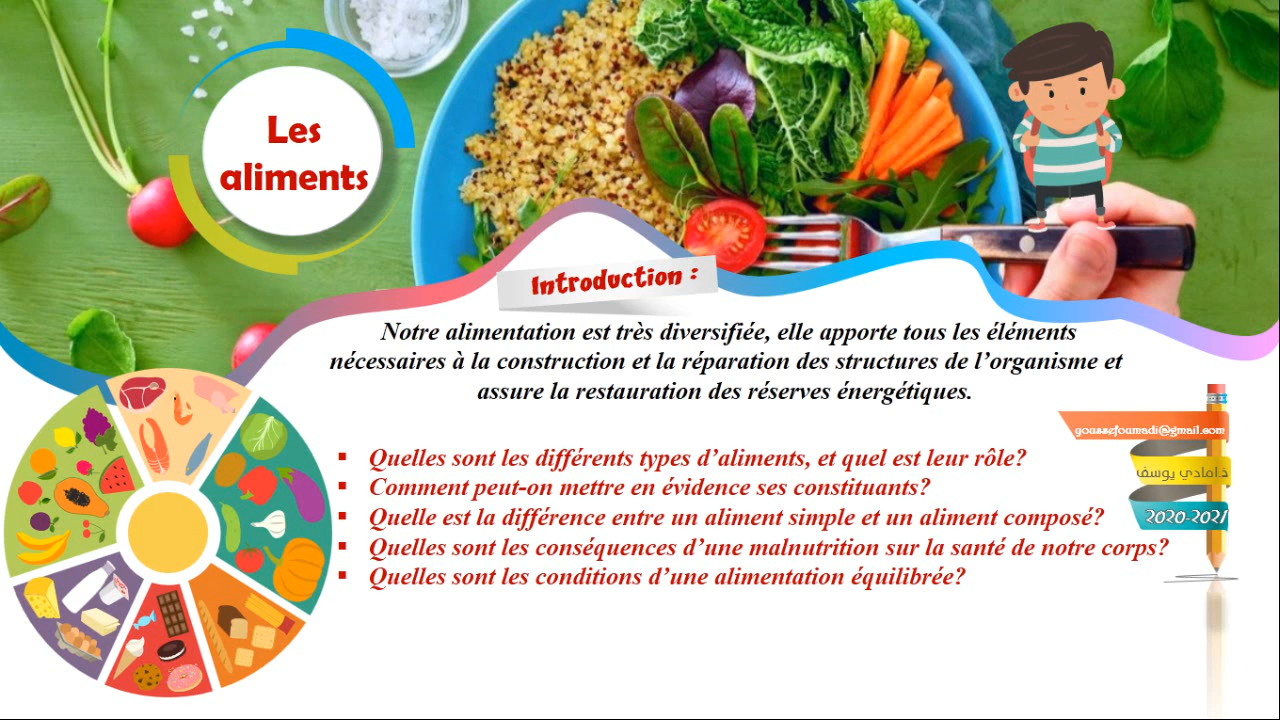 Les
aliments
Introduction :
Notre alimentation est très diversifiée, elle apporte tous les éléments
nécessaires à la construction et la réparation des structures de l’organisme et
assure la restauration des réserves énergétiques.
▪ Quelles sont les différents types d’aliments, et quel est leur rôle?
▪ Comment peut-on mettre en évidence ses constituants?
▪ Quelle est la différence entre un aliment simple et un aliment composé?
▪ Quelles sont les conséquences d’une malnutrition sur la santé de notre corps?
▪ Quelles sont les conditions d’une alimentation équilibrée?
youssefoumadi@gmail.com
د.امادي يوسف
2020-2021